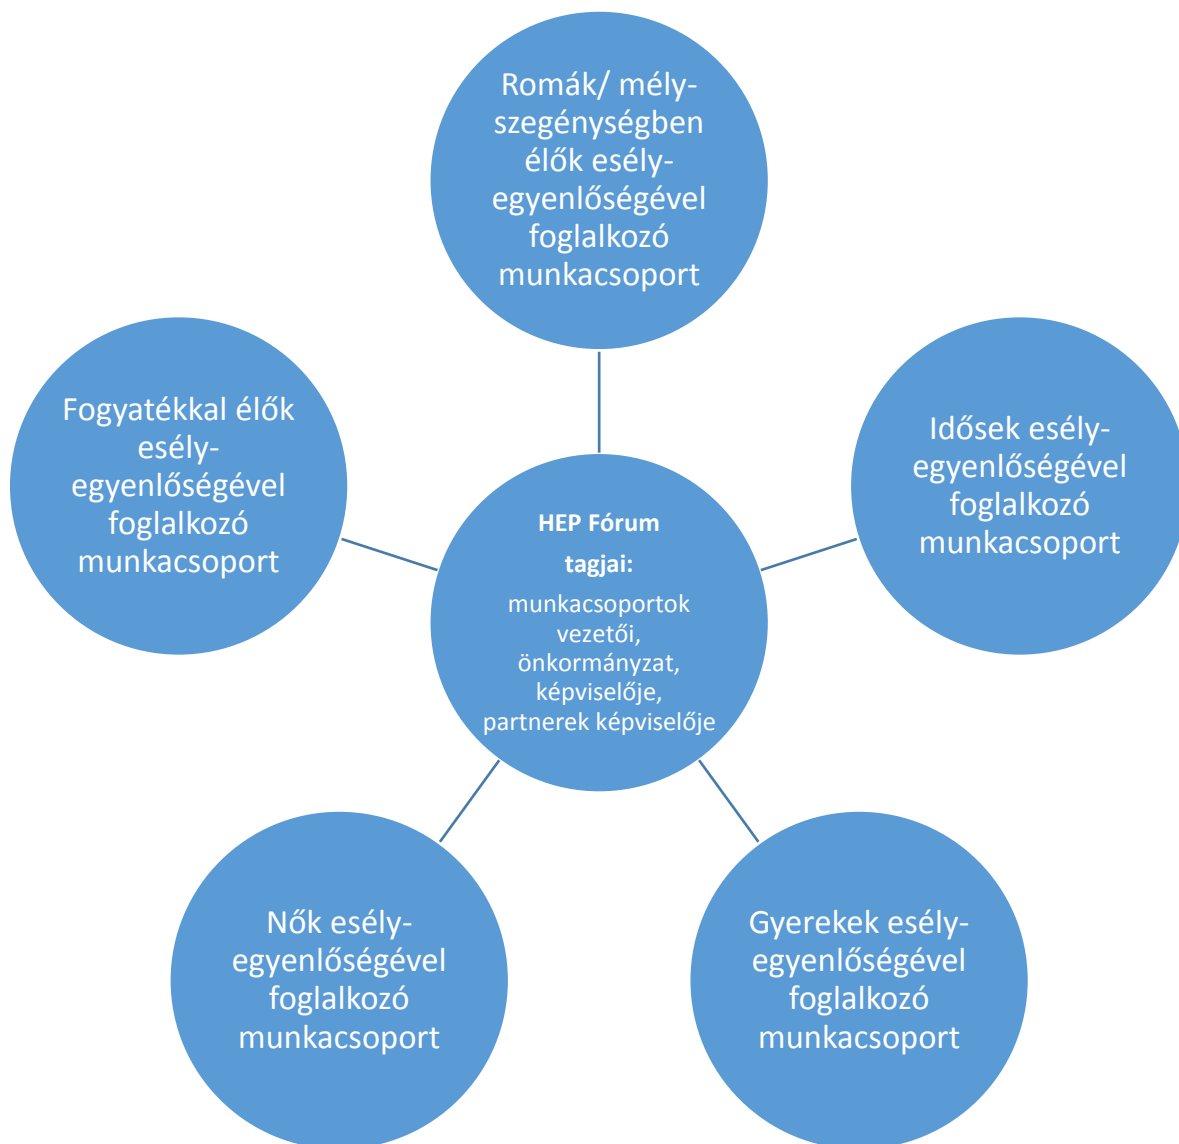 Romák/ mély-
szegénységben
élők esély-
egyenlőségével
foglalkozó
munkacsoport
Fogyatékkal élők
esély-
egyenlőségével
foglalkozó
munkacsoport
Idősek esély-
egyenlőségével
foglalkozó
munkacsoport
HEP Fórum
tagjai:
munkacsoportok
vezetői,
önkormányzat,
képviselője,
partnerek képviselője
Nők esély-
egyenlőségével
foglalkozó
munkacsoport
Gyerekek esély-
egyenlőségével
foglalkozó
munkacsoport